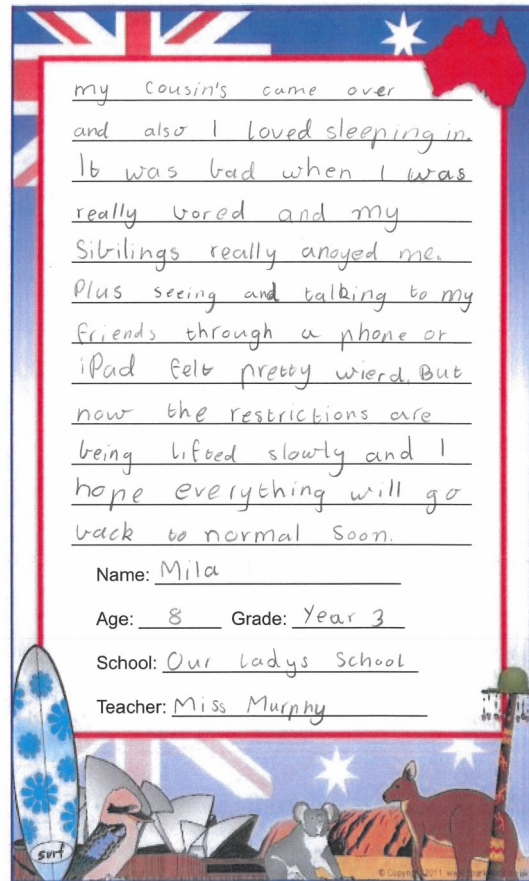 my cousin's came over
and also I loved sleeping in.
It was bad when I was
really bored and my
Sibilings really anoyed me.
Plus seeing and talking to my
friends through a phone or
iPad felt pretty wierd. But
now the restrictions are
being lifted slowly and I
hope everything will go
back to normal soon.
Name: Mila
Age: 8 Grade: Year 3
School: Our Ladys School
Teacher: Miss Murphy
surf
© Copyright 2011, www.